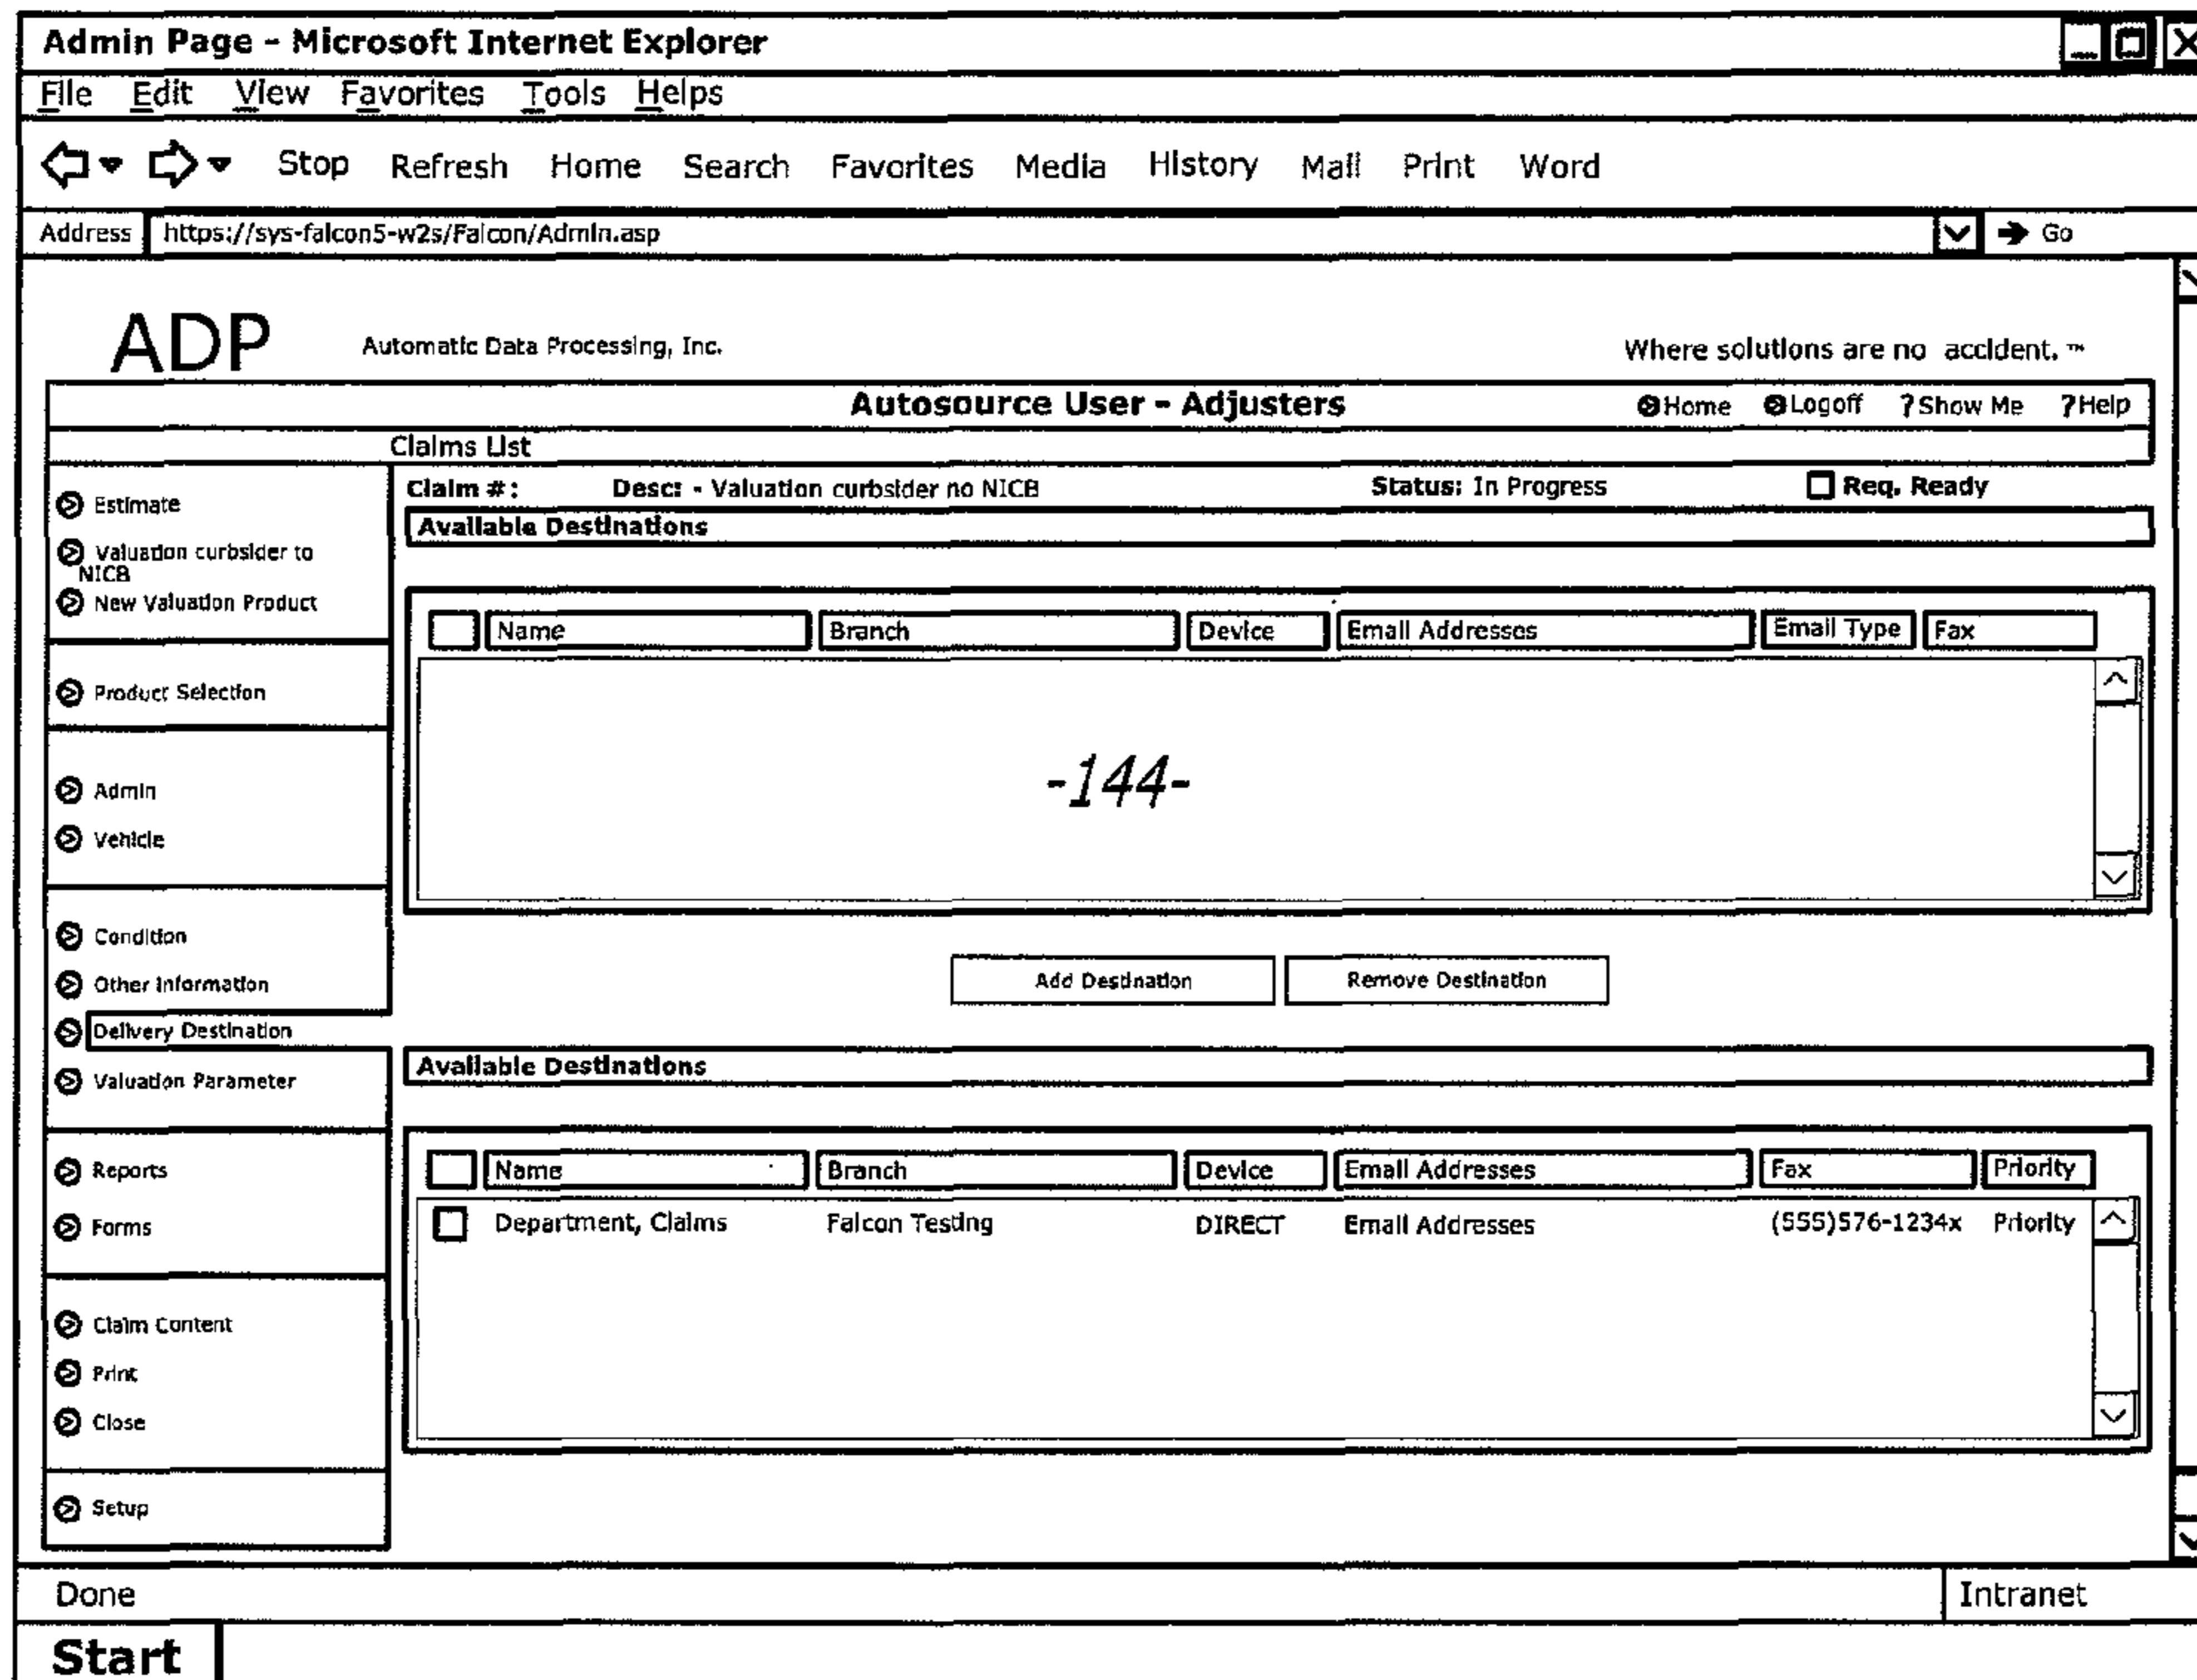 Admin Page - Microsoft Internet Explorer
File Edit View Favorites Tools Helps
Stop Refresh Home Search Favorites Media History Mail Print Word
Address https://sys-falcon5-w2s/Falcon/Admin.asp Go
ADP Automatic Data Processing, Inc. Where solutions are no accident. ™
Autosource User - Adjusters Home Logoff ?Show Me ?Help
Claims List
Estimate
Valuation curbsider to
NICB
New Valuation Product
Product Selection
Admin
Vehicle
Condition
Other Information
Delivery Destination
Valuation Parameter
Reports
Forms
Claim Content
Print
Close
Setup
Claim #: Desc: - Valuation curbsider no NICB Status: In Progress Req. Ready
Available Destinations
Name Branch Device Email Addresses Email Type Fax
-144-
Add Destination Remove Destination
Available Destinations
Name Branch Device Email Addresses Fax Priority
Department, Claims Falcon Testing DIRECT Email Addresses (555)576-1234x Priority
Done Intranet
Start